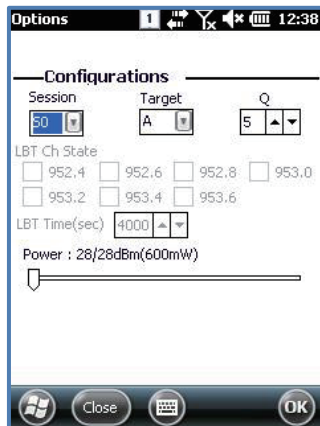 Options 1 12:38
Configurations
Session Target Q
S0 A 5
LBT Ch State
952.4 952.6 952.8 953.0
953.2 953.4 953.6
LBT Time(sec) 4000
Power : 28/28dBm(600mW)
Close OK